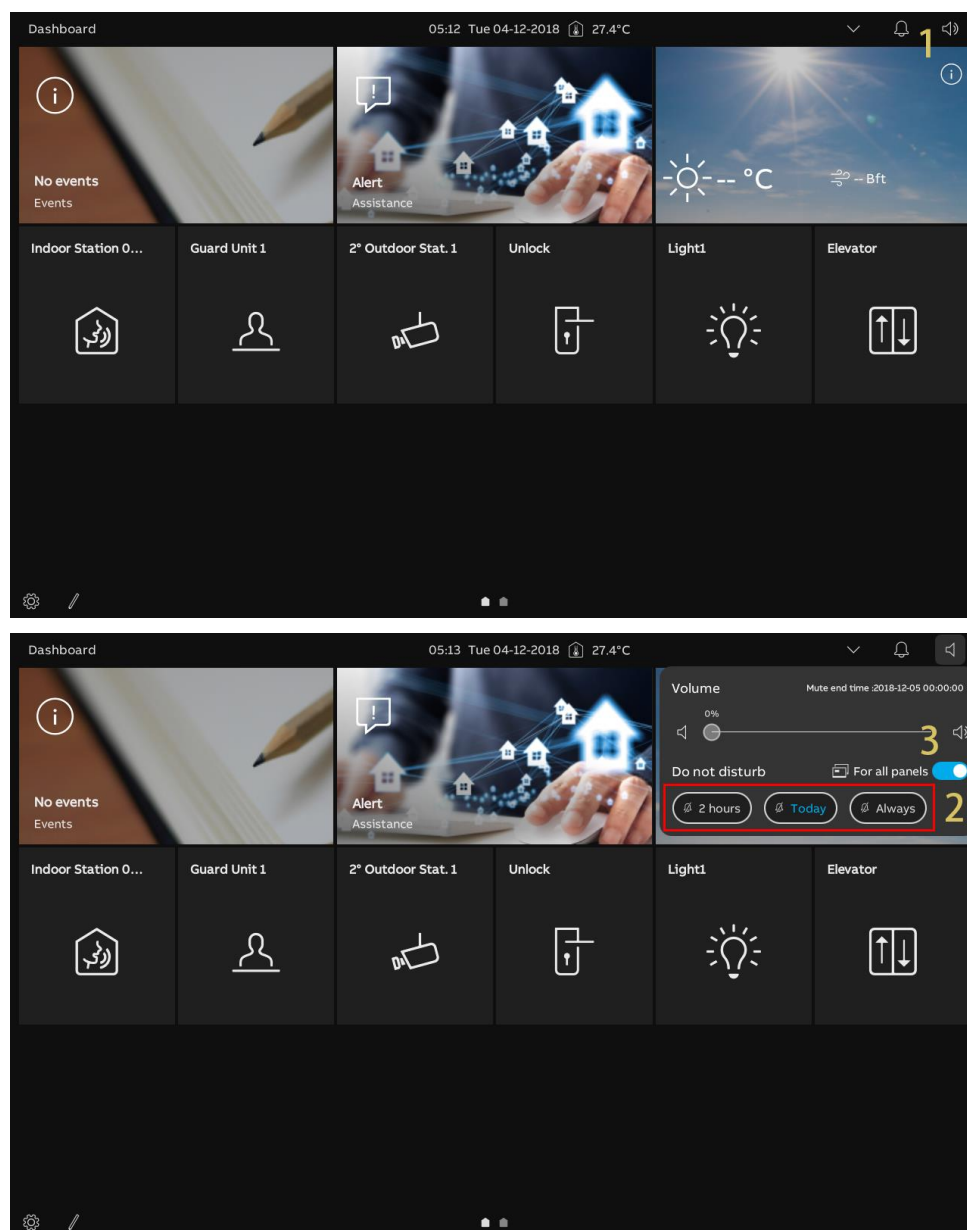 Dashboard 05:12 Tue 04-12-2018 27.4°C 1
No events
Events
Alert
Assistance
-- °C -- Bft
Indoor Station 0... Guard Unit 1 2° Outdoor Stat. 1 Unlock Light1 Elevator
Dashboard 05:13 Tue 04-12-2018 27.4°C
Volume Mute end time :2018-12-05 00:00:00
0%
3
Do not disturb For all panels
2 hours Today Always 2
No events
Events
Alert
Assistance
Indoor Station 0... Guard Unit 1 2° Outdoor Stat. 1 Unlock Light1 Elevator